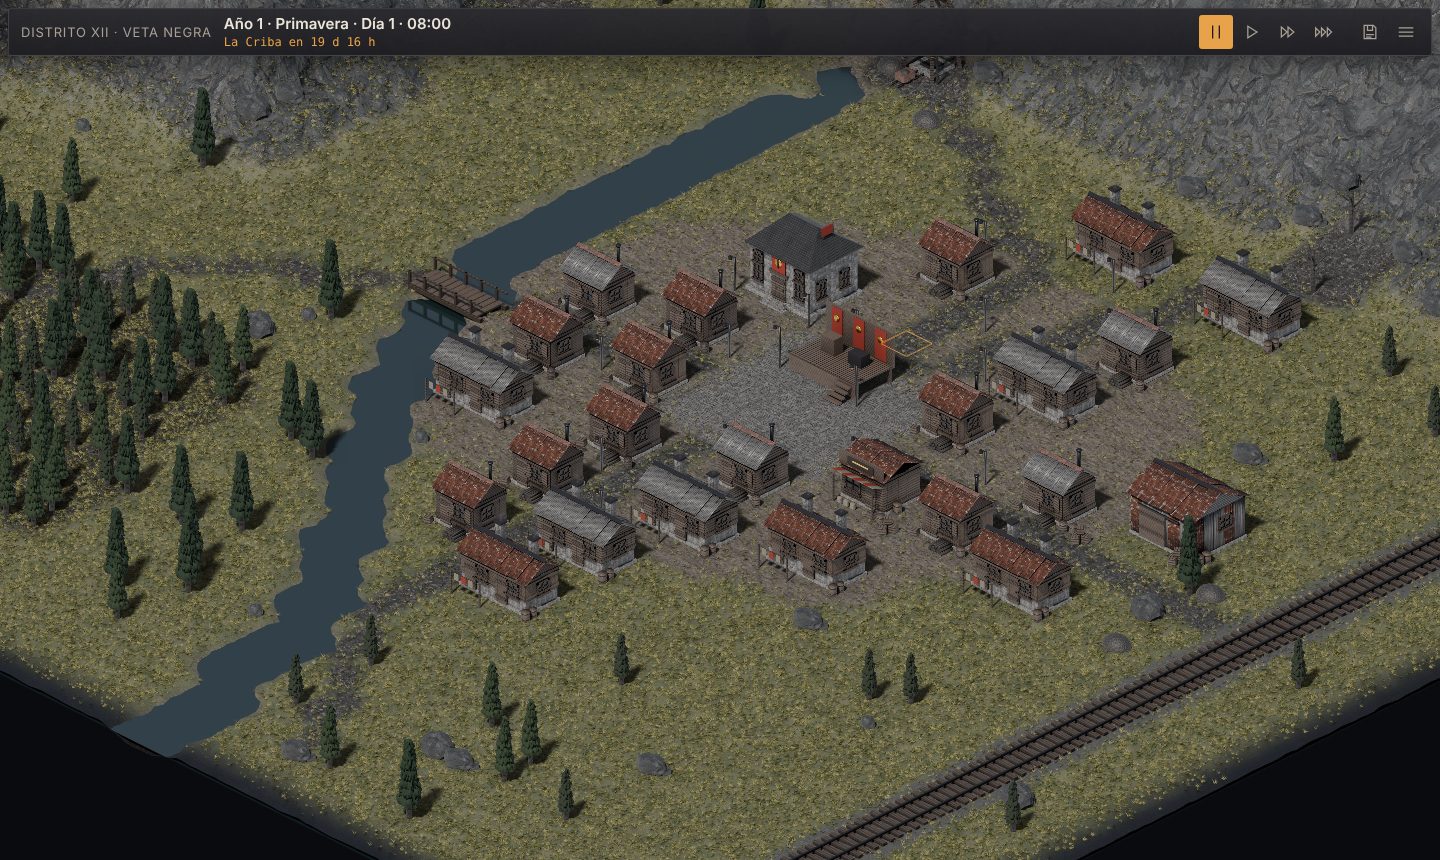 DISTRITO XII · VETA NEGRA
Año 1 · Primavera · Día 1 · 08:00
La Criba en 19 d 16 h